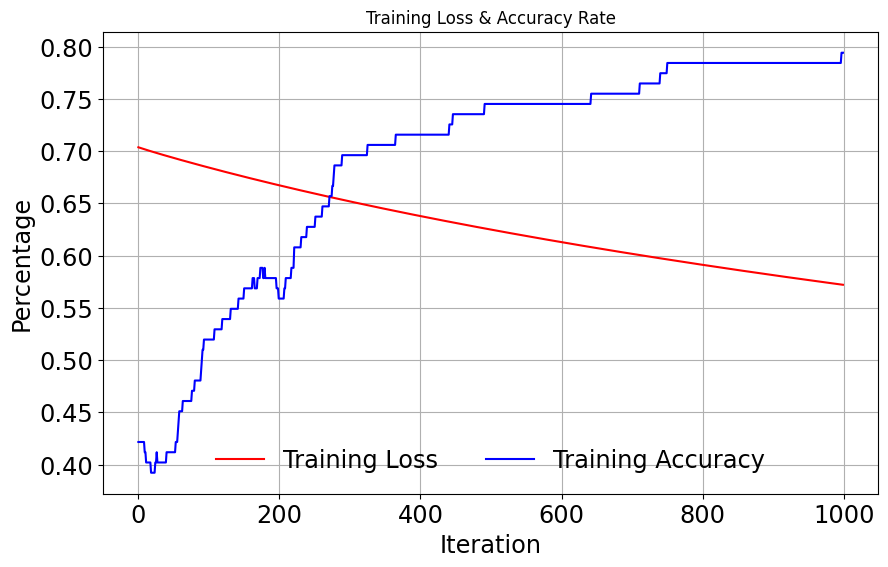 Training Loss & Accuracy Rate
0.80
0.75
0.70
0.65
0.60
0.55
0.50
0.45
0.40
Percentage
Training Loss Training Accuracy
0 200 400 600 800 1000
Iteration